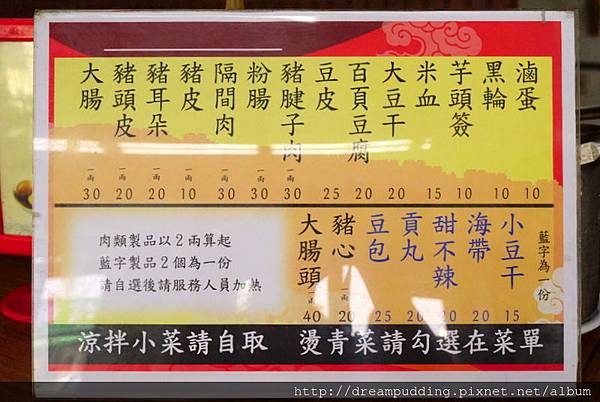 滷蛋 10
黑輪 10
芋頭簽 10
米血 15
大豆干 20
百頁豆腐 20
豆皮 25
豬腱子肉 一兩 30
粉腸 一兩 30
隔間肉 一兩 30
豬皮 一兩 10
豬耳朵 一兩 20
豬頭皮 一兩 20
大腸 一兩 30
藍字為一份
小豆干 15
海帶 20
甜不辣 20
貢丸 20
豆包 25
豬心 一兩 20
大腸頭 一兩 40
肉類製品以2兩算起
藍字製品2個為一份
請自選後請服務人員加熱
涼拌小菜請自取 燙青菜請勾選在菜單
http://dreampudding.pixnet.net/album